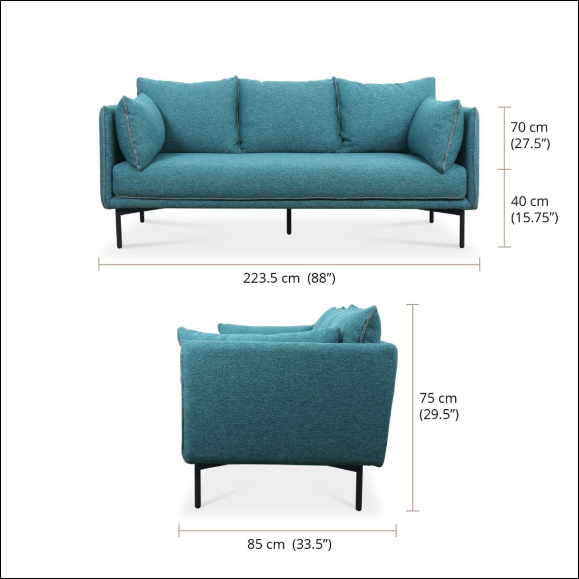 70 cm
(27.5”)
40 cm
(15.75”)
223.5 cm (88”)
75 cm
(29.5”)
85 cm (33.5”)